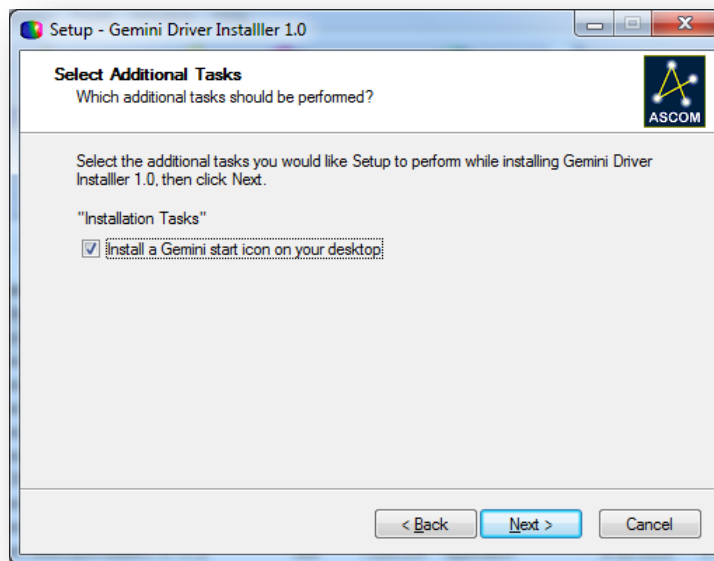 Setup - Gemini Driver Installler 1.0
Select Additional Tasks
Which additional tasks should be performed?
ASCOM
Select the additional tasks you would like Setup to perform while installing Gemini Driver
Installler 1.0, then click Next.
"Installation Tasks"
Install a Gemini start icon on your desktop
< Back
Next >
Cancel